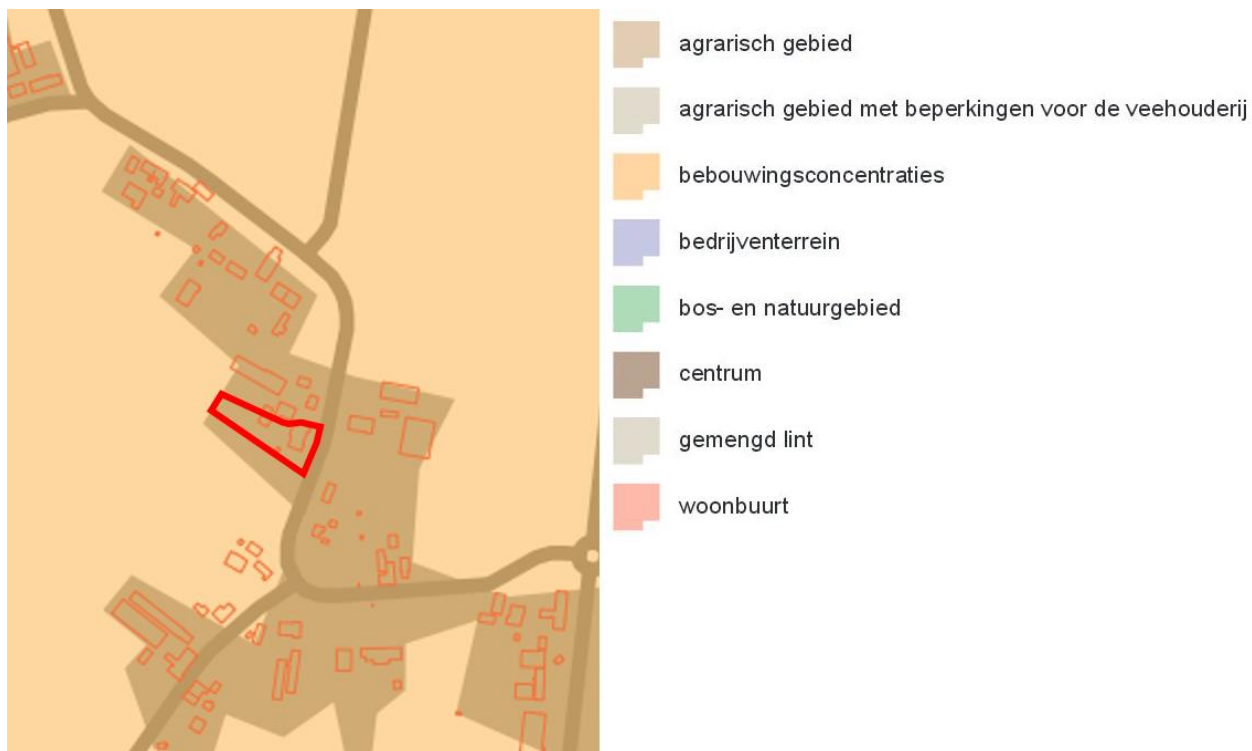 agrarisch gebied
agrarisch gebied met beperkingen voor de veehouderij
bebouwingsconcentraties
bedrijventerrein
bos- en natuurgebied
centrum
gemengd lint
woonbuurt